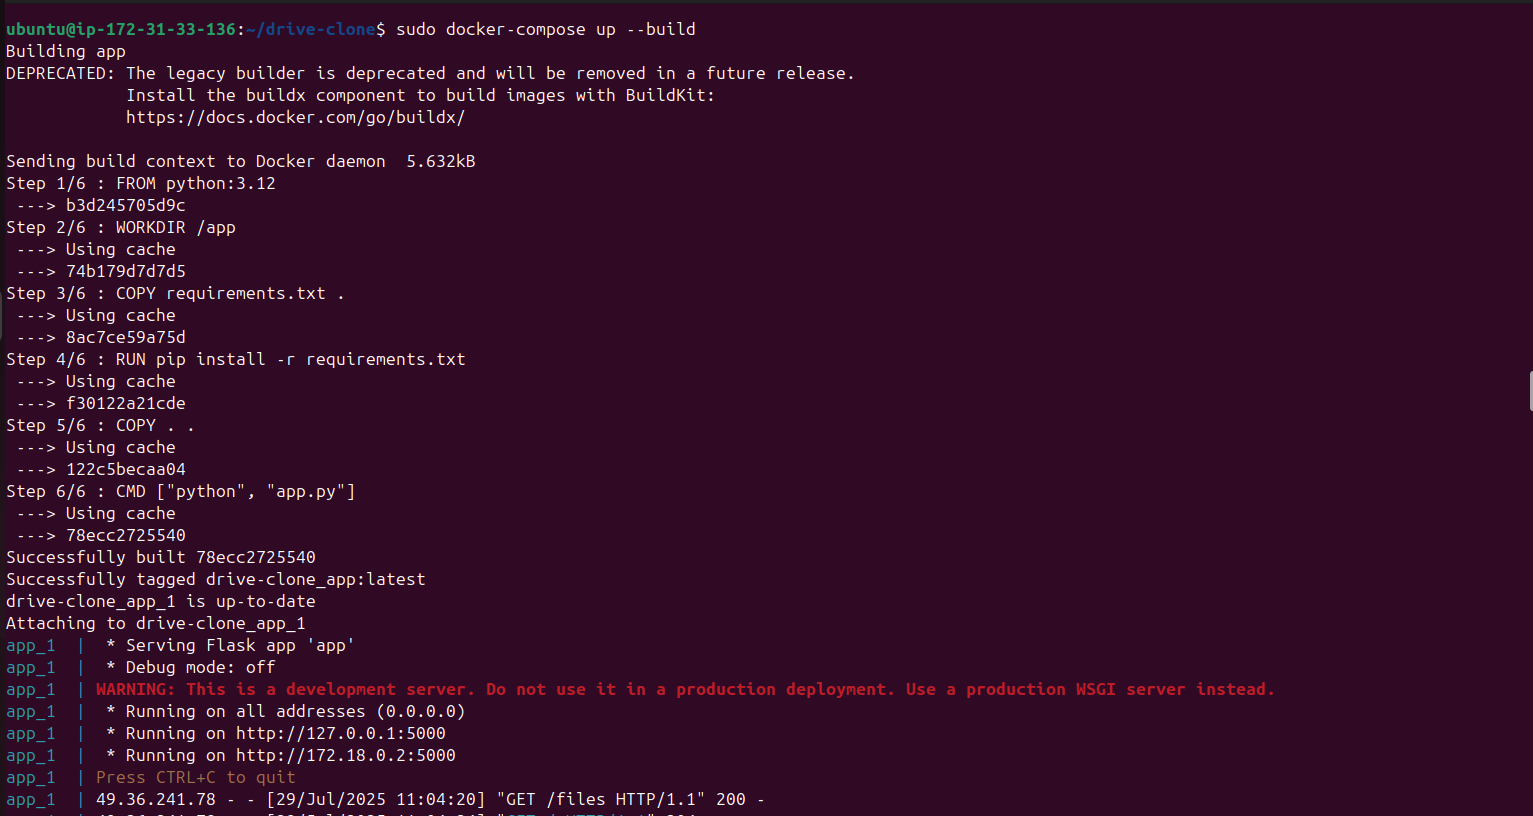 ubuntu@ip-172-31-33-136:~/drive-clone$ sudo docker-compose up --build
Building app
DEPRECATED: The legacy builder is deprecated and will be removed in a future release.
            Install the buildx component to build images with BuildKit:
            https://docs.docker.com/go/buildx/

Sending build context to Docker daemon  5.632kB
Step 1/6 : FROM python:3.12
 ---> b3d245705d9c
Step 2/6 : WORKDIR /app
 ---> Using cache
 ---> 74b179d7d7d5
Step 3/6 : COPY requirements.txt .
 ---> Using cache
 ---> 8ac7ce59a75d
Step 4/6 : RUN pip install -r requirements.txt
 ---> Using cache
 ---> f30122a21cde
Step 5/6 : COPY . .
 ---> Using cache
 ---> 122c5becaa04
Step 6/6 : CMD ["python", "app.py"]
 ---> Using cache
 ---> 78ecc2725540
Successfully built 78ecc2725540
Successfully tagged drive-clone_app:latest
drive-clone_app_1 is up-to-date
Attaching to drive-clone_app_1
app_1  |  * Serving Flask app 'app'
app_1  |  * Debug mode: off
app_1  | WARNING: This is a development server. Do not use it in a production deployment. Use a production WSGI server instead.
app_1  |  * Running on all addresses (0.0.0.0)
app_1  |  * Running on http://127.0.0.1:5000
app_1  |  * Running on http://172.18.0.2:5000
app_1  | Press CTRL+C to quit
app_1  | 49.36.241.78 - - [29/Jul/2025 11:04:20] "GET /files HTTP/1.1" 200 -